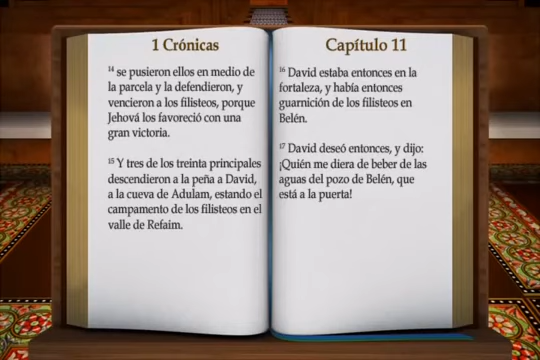 1 Crónicas
14 se pusieron ellos en medio de
la parcela y la defendieron, y
vencieron a los filisteos, porque
Jehová los favoreció con una
gran victoria.
15 Y tres de los treinta principales
descendieron a la peña a David,
a la cueva de Adulam, estando el
campamento de los filisteos en el
valle de Refaim.
Capítulo 11
16 David estaba entonces en la
fortaleza, y había entonces
guarnición de los filisteos en
Belén.
17 David deseó entonces, y dijo:
¡Quién me diera de beber de las
aguas del pozo de Belén, que
está a la puerta!